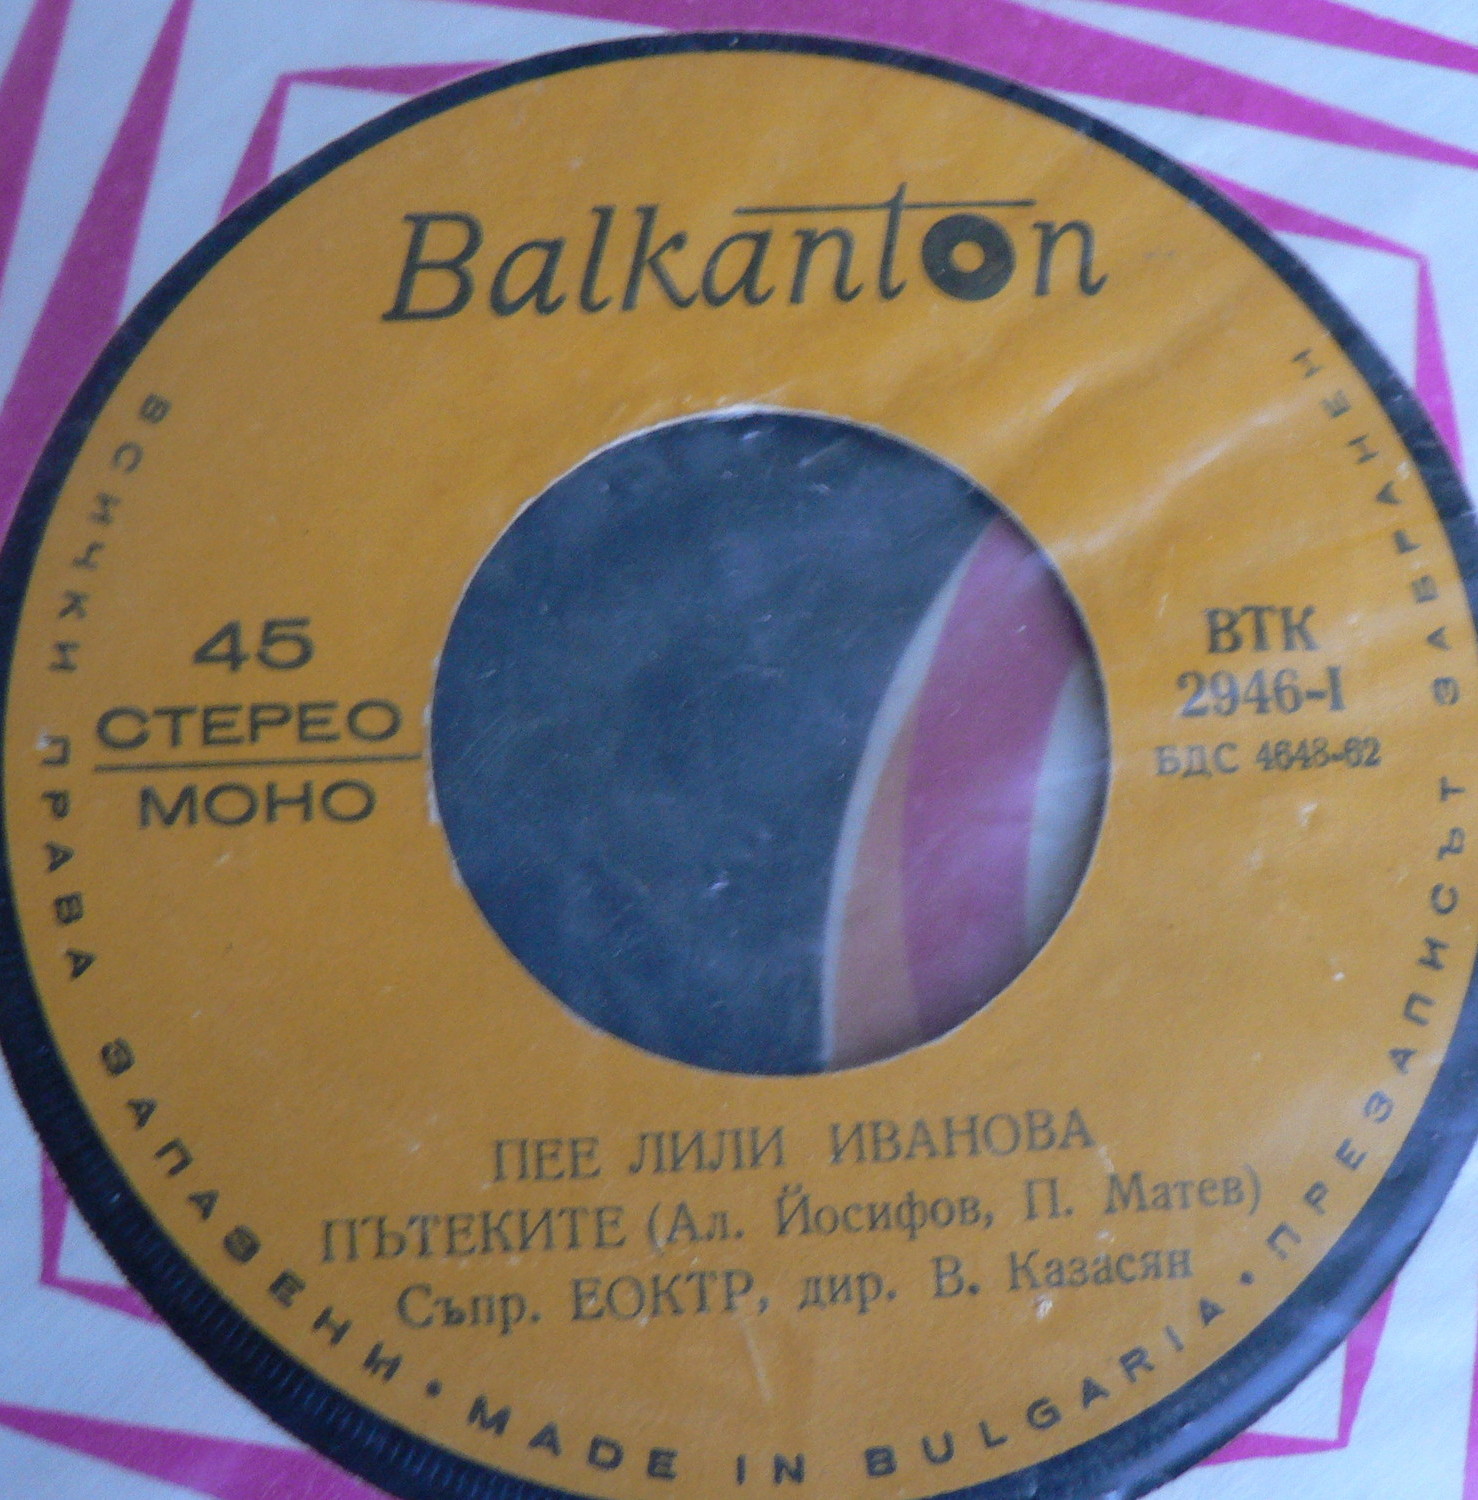 Balkanton
45
СТЕРЕО
МОНО
ВТК
2946-I
БДС 4648-62
ПЕЕ ЛИЛИ ИВАНОВА
ПЪТЕКИТЕ (Ал. Йосифов, П. Матев)
Съпр. ЕОКТР, дир. В. Казасян
ВСИЧКИ ПРАВА ЗАПАЗЕНИ • MADE IN BULGARIA • ПРЕЗАПИСЪТ ЗАБРАНЕН